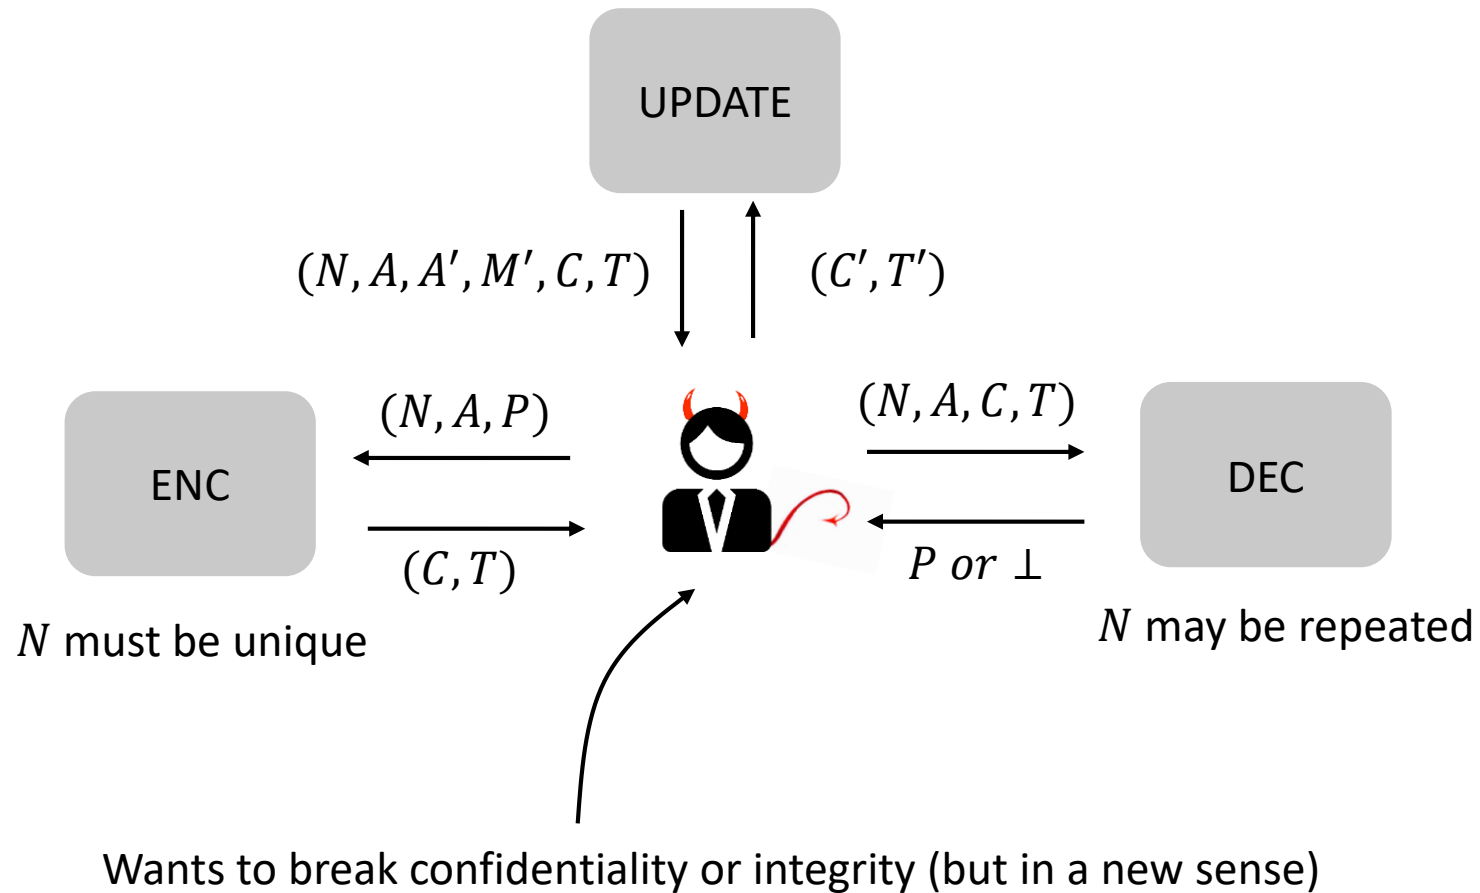 UPDATE
(N, A, A′, M′, C, T)
(C′, T′)
ENC
(N, A, P)
(C, T)
N must be unique
(N, A, C, T)
P or ⊥
DEC
N may be repeated
Wants to break confidentiality or integrity (but in a new sense)